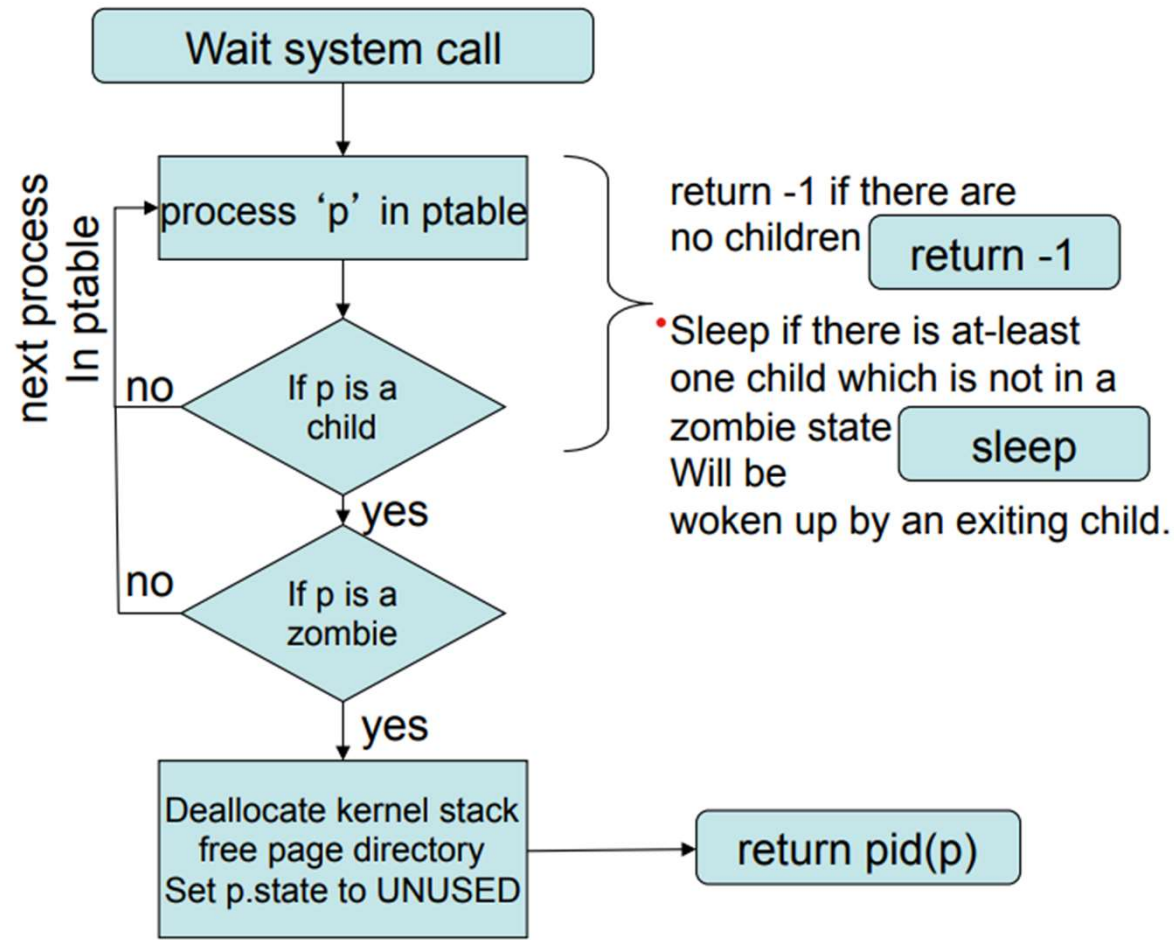 Wait system call
process ‘p’ in ptable
next process
In ptable
If p is a
child
no
yes
If p is a
zombie
no
yes
Deallocate kernel stack
free page directory
Set p.state to UNUSED
return pid(p)
return -1 if there are
no children
return -1
•Sleep if there is at-least
one child which is not in a
zombie state
sleep
Will be
woken up by an exiting child.